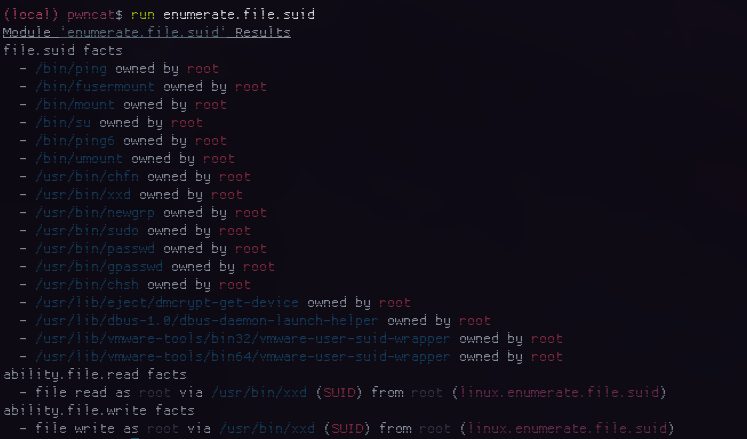 (local) pwncat$ run enumerate.file.suid
Module 'enumerate.file.suid' Results
file.suid facts
- /bin/ping owned by root
- /bin/fusermount owned by root
- /bin/mount owned by root
- /bin/su owned by root
- /bin/ping6 owned by root
- /bin/umount owned by root
- /usr/bin/chfn owned by root
- /usr/bin/xxd owned by root
- /usr/bin/newgrp owned by root
- /usr/bin/sudo owned by root
- /usr/bin/passwd owned by root
- /usr/bin/gpasswd owned by root
- /usr/bin/chsh owned by root
- /usr/lib/eject/dmcrypt-get-device owned by root
- /usr/lib/dbus-1.0/dbus-daemon-launch-helper owned by root
- /usr/lib/vmware-tools/bin32/vmware-user-suid-wrapper owned by root
- /usr/lib/vmware-tools/bin64/vmware-user-suid-wrapper owned by root
ability.file.read facts
- file read as root via /usr/bin/xxd (SUID) from root (linux.enumerate.file.suid)
ability.file.write facts
- file write as root via /usr/bin/xxd (SUID) from root (linux.enumerate.file.suid)